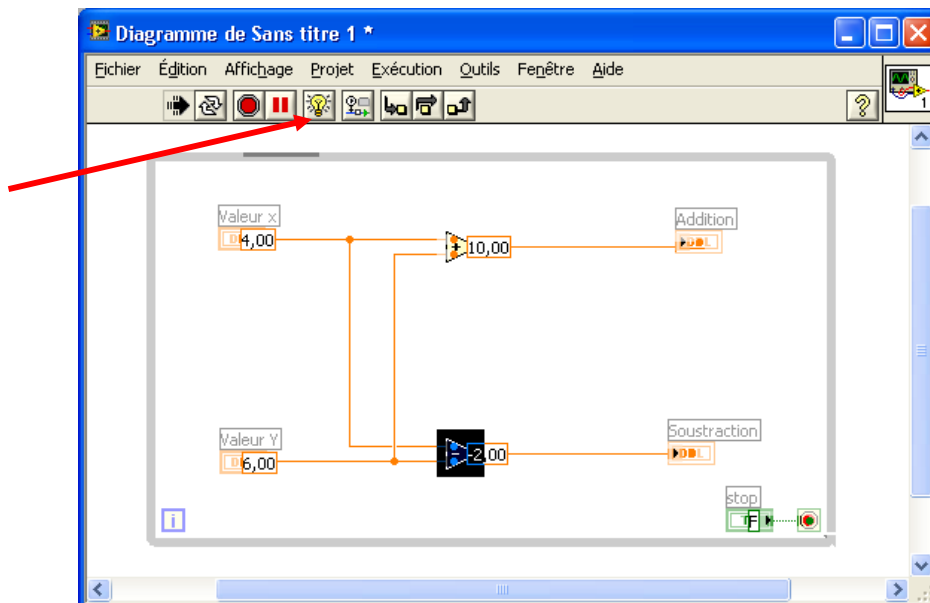 Diagramme de Sans titre 1 *
Fichier Édition Affichage Projet Exécution Outils Fenêtre Aide
? 1
Valeur x Addition
4,00 10,00
Valeur Y Soustraction
6,00 -2,00
stop
i F